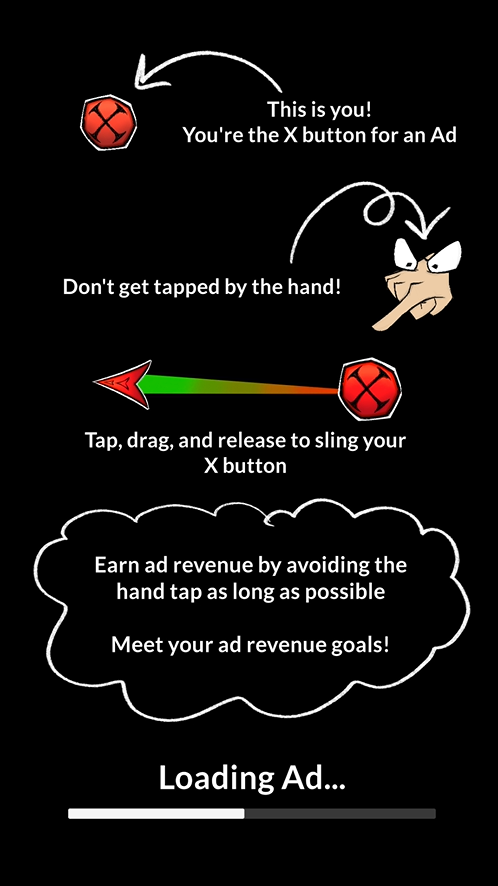 This is you!
You're the X button for an Ad
Don't get tapped by the hand!
Tap, drag, and release to sling your
X button
Earn ad revenue by avoiding the
hand tap as long as possible
Meet your ad revenue goals!
Loading Ad...